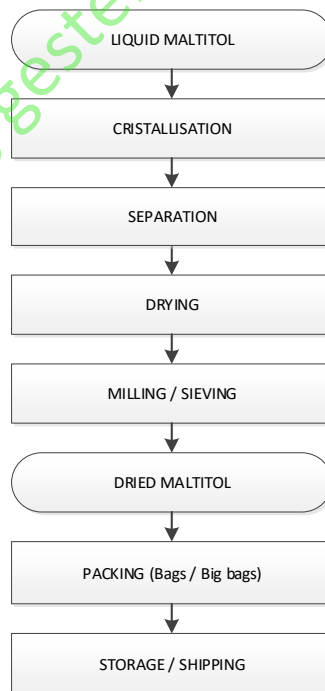 LIQUID MALTITOL
CRISTALLISATION
SEPARATION
DRYING
MILLING / SIEVING
DRIED MALTITOL
PACKING (Bags / Big bags)
STORAGE / SHIPPING